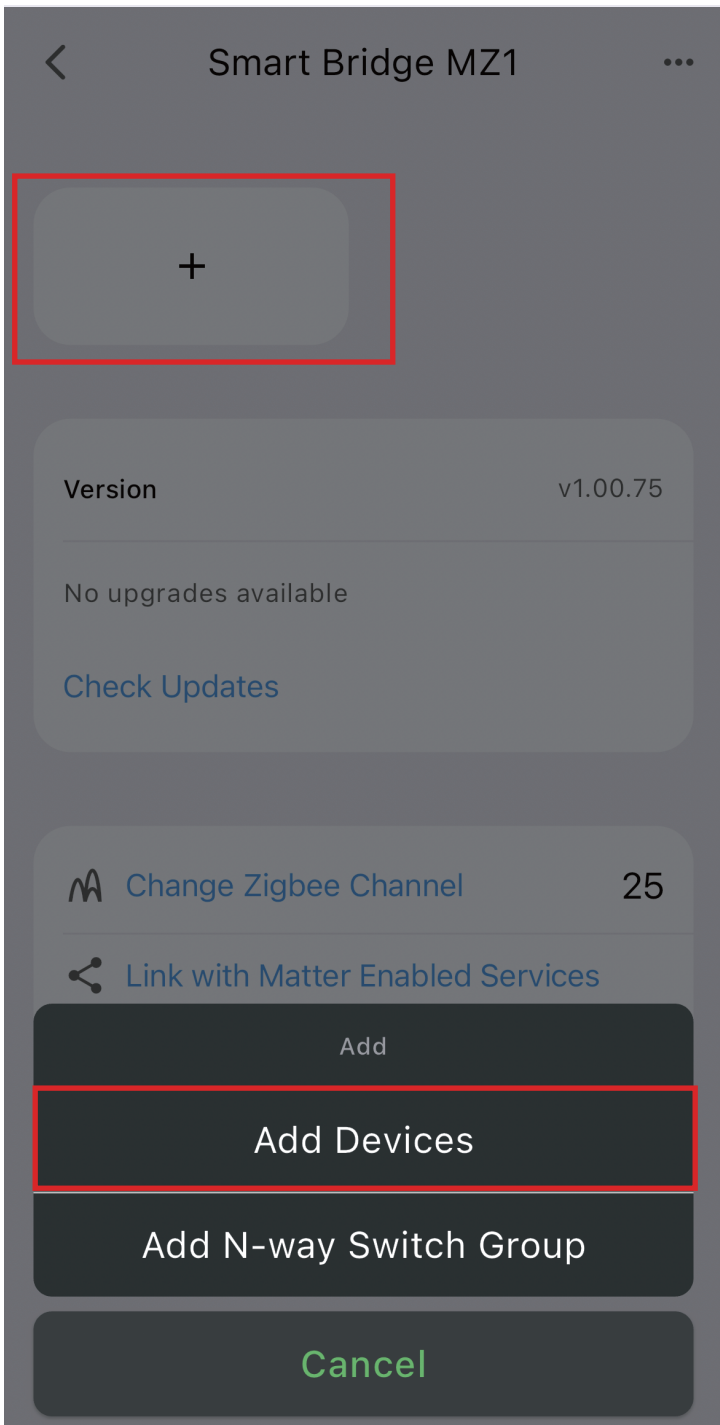 Smart Bridge MZ1
+
Version v1.00.75
No upgrades available
Check Updates
Change Zigbee Channel 25
Link with Matter Enabled Services
Add
Add Devices
Add N-way Switch Group
Cancel